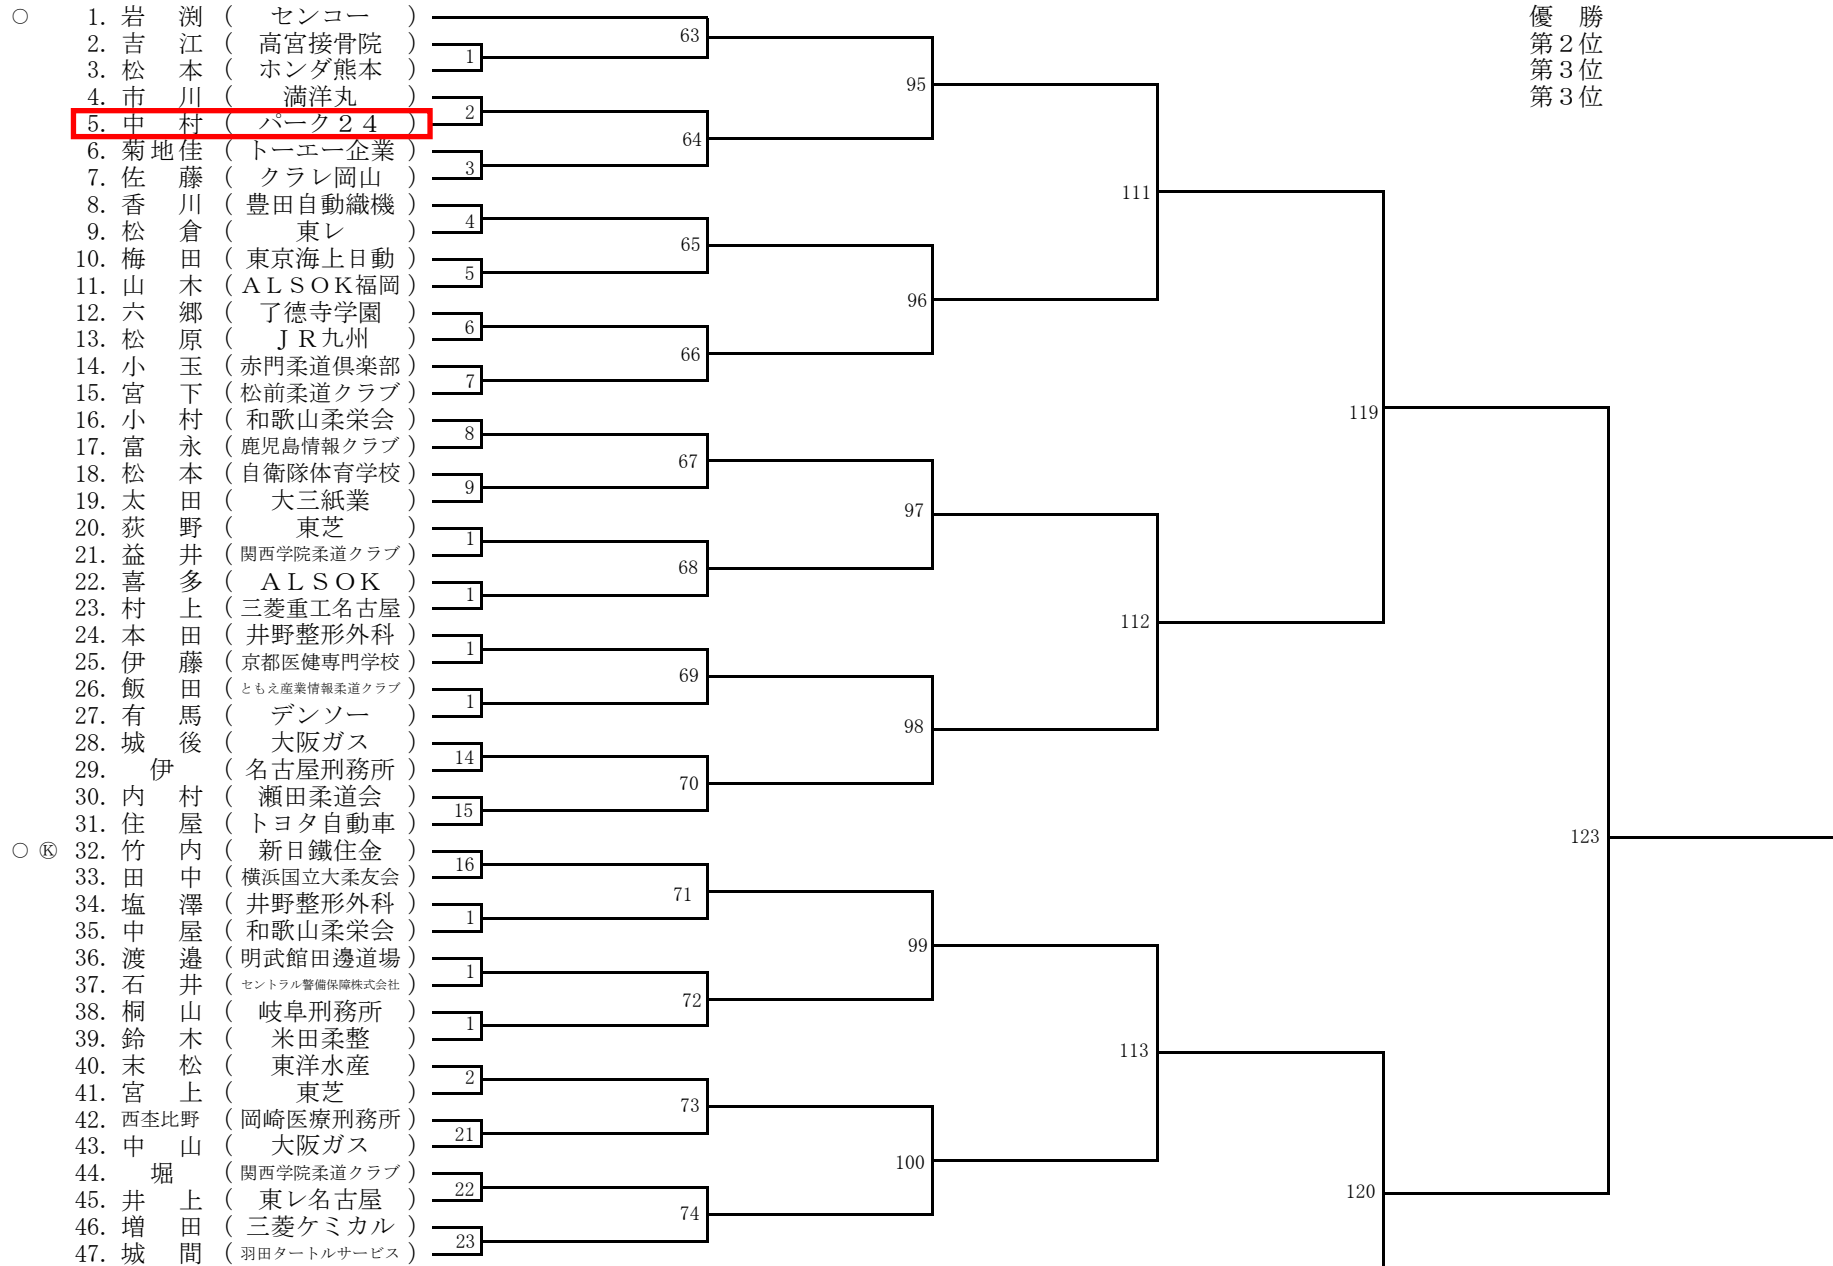 ○ 1. 岩 渕 ( センコー )
2. 吉 江 ( 高宮接骨院 )
3. 松 本 ( ホンダ熊本 )
4. 市 川 ( 満洋丸 )
5. 中 村 ( パーク２４ )
6. 菊地佳 ( トーエー企業 )
7. 佐 藤 ( クラレ岡山 )
8. 香 川 ( 豊田自動織機 )
9. 松 倉 ( 東レ )
10. 梅 田 ( 東京海上日動 )
11. 山 木 ( ＡＬＳＯＫ福岡 )
12. 六 郷 ( 了德寺学園 )
13. 松 原 ( ＪＲ九州 )
14. 小 玉 ( 赤門柔道倶楽部 )
15. 宮 下 ( 松前柔道クラブ )
16. 小 村 ( 和歌山柔栄会 )
17. 富 永 ( 鹿児島情報クラブ )
18. 松 本 ( 自衛隊体育学校 )
19. 太 田 ( 大三紙業 )
20. 荻 野 ( 東芝 )
21. 益 井 ( 関西学院柔道クラブ )
22. 喜 多 ( ＡＬＳＯＫ )
23. 村 上 ( 三菱重工名古屋 )
24. 本 田 ( 井野整形外科 )
25. 伊 藤 ( 京都医健専門学校 )
26. 飯 田 ( ともえ産業情報柔道クラブ )
27. 有 馬 ( デンソー )
28. 城 後 ( 大阪ガス )
29. 伊 ( 名古屋刑務所 )
30. 内 村 ( 瀬田柔道会 )
31. 住 屋 ( トヨタ自動車 )
○ Ⓚ 32. 竹 内 ( 新日鐵住金 )
33. 田 中 ( 横浜国立大柔友会 )
34. 塩 澤 ( 井野整形外科 )
35. 中 屋 ( 和歌山柔栄会 )
36. 渡 邉 ( 明武館田邊道場 )
37. 石 井 ( セントラル警備保障株式会社 )
38. 桐 山 ( 岐阜刑務所 )
39. 鈴 木 ( 米田柔整 )
40. 末 松 ( 東洋水産 )
41. 宮 上 ( 東芝 )
42. 西本比野 ( 岡崎医療刑務所 )
43. 中 山 ( 大阪ガス )
44. 堀 ( 関西学院柔道クラブ )
45. 井 上 ( 東レ名古屋 )
46. 増 田 ( 三菱ケミカル )
47. 城 間 ( 羽田タートルサービス )
1
2
3
4
5
6
7
8
9
1
1
1
1
14
15
16
1
1
1
2
21
22
23
63
64
65
66
67
68
69
70
71
72
73
74
95
96
97
98
99
100
111
112
113
119
120
123
優 勝
第２位
第３位
第３位